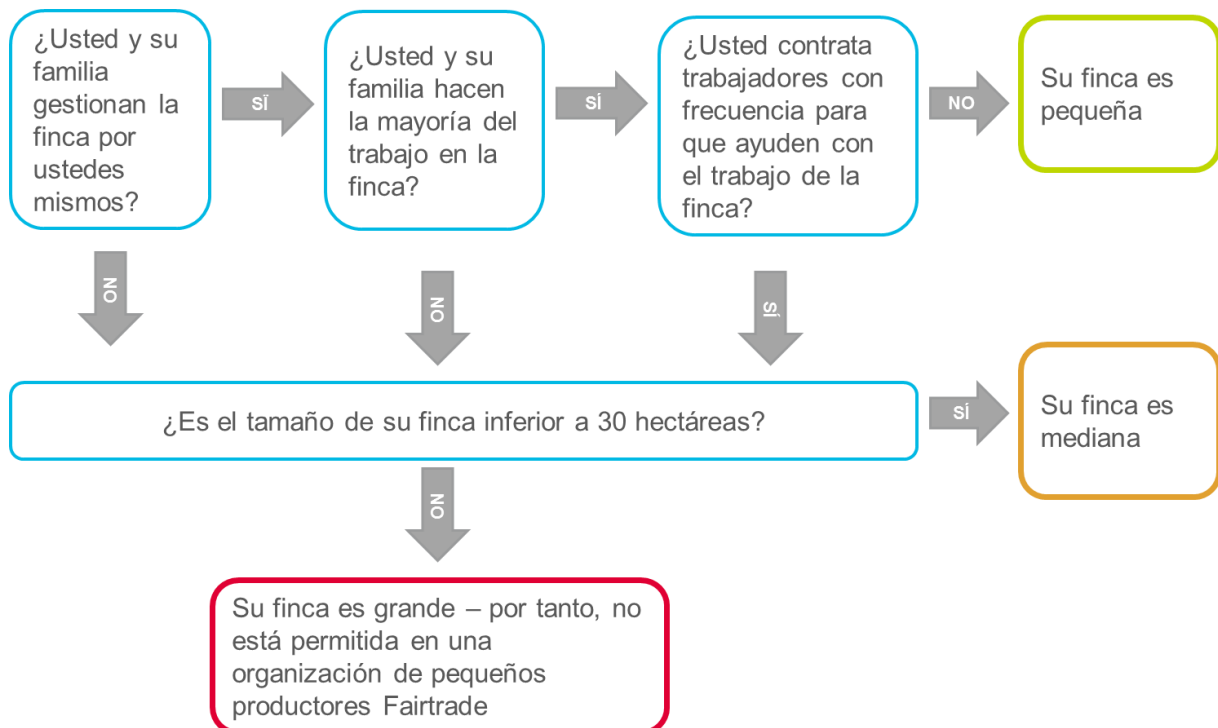 ¿Usted y su
familia
gestionan la
finca por
ustedes
mismos?
SÏ
¿Usted y su
familia hacen
la mayoría del
trabajo en la
finca?
SÍ
¿Usted contrata
trabajadores con
frecuencia para
que ayuden con
el trabajo de la
finca?
NO
Su finca es
pequeña
NO
NO
SÍ
¿Es el tamaño de su finca inferior a 30 hectáreas?
SÍ
Su finca es
mediana
NO
Su finca es grande – por tanto, no
está permitida en una
organización de pequeños
productores Fairtrade